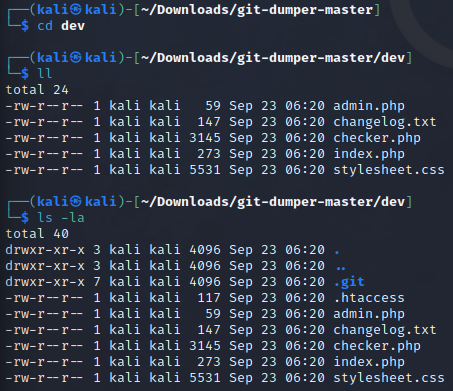 ┌──(kali㉿kali)-[~/Downloads/git-dumper-master]
└─$ cd dev
┌──(kali㉿kali)-[~/Downloads/git-dumper-master/dev]
└─$ ll
total 24
-rw-r--r-- 1 kali kali   59 Sep 23 06:20 admin.php
-rw-r--r-- 1 kali kali  147 Sep 23 06:20 changelog.txt
-rw-r--r-- 1 kali kali 3145 Sep 23 06:20 checker.php
-rw-r--r-- 1 kali kali  273 Sep 23 06:20 index.php
-rw-r--r-- 1 kali kali 5531 Sep 23 06:20 stylesheet.css
┌──(kali㉿kali)-[~/Downloads/git-dumper-master/dev]
└─$ ls -la
total 40
drwxr-xr-x 3 kali kali 4096 Sep 23 06:20 .
drwxr-xr-x 3 kali kali 4096 Sep 23 06:20 ..
drwxr-xr-x 7 kali kali 4096 Sep 23 06:20 .git
-rw-r--r-- 1 kali kali  117 Sep 23 06:20 .htaccess
-rw-r--r-- 1 kali kali   59 Sep 23 06:20 admin.php
-rw-r--r-- 1 kali kali  147 Sep 23 06:20 changelog.txt
-rw-r--r-- 1 kali kali 3145 Sep 23 06:20 checker.php
-rw-r--r-- 1 kali kali  273 Sep 23 06:20 index.php
-rw-r--r-- 1 kali kali 5531 Sep 23 06:20 stylesheet.css